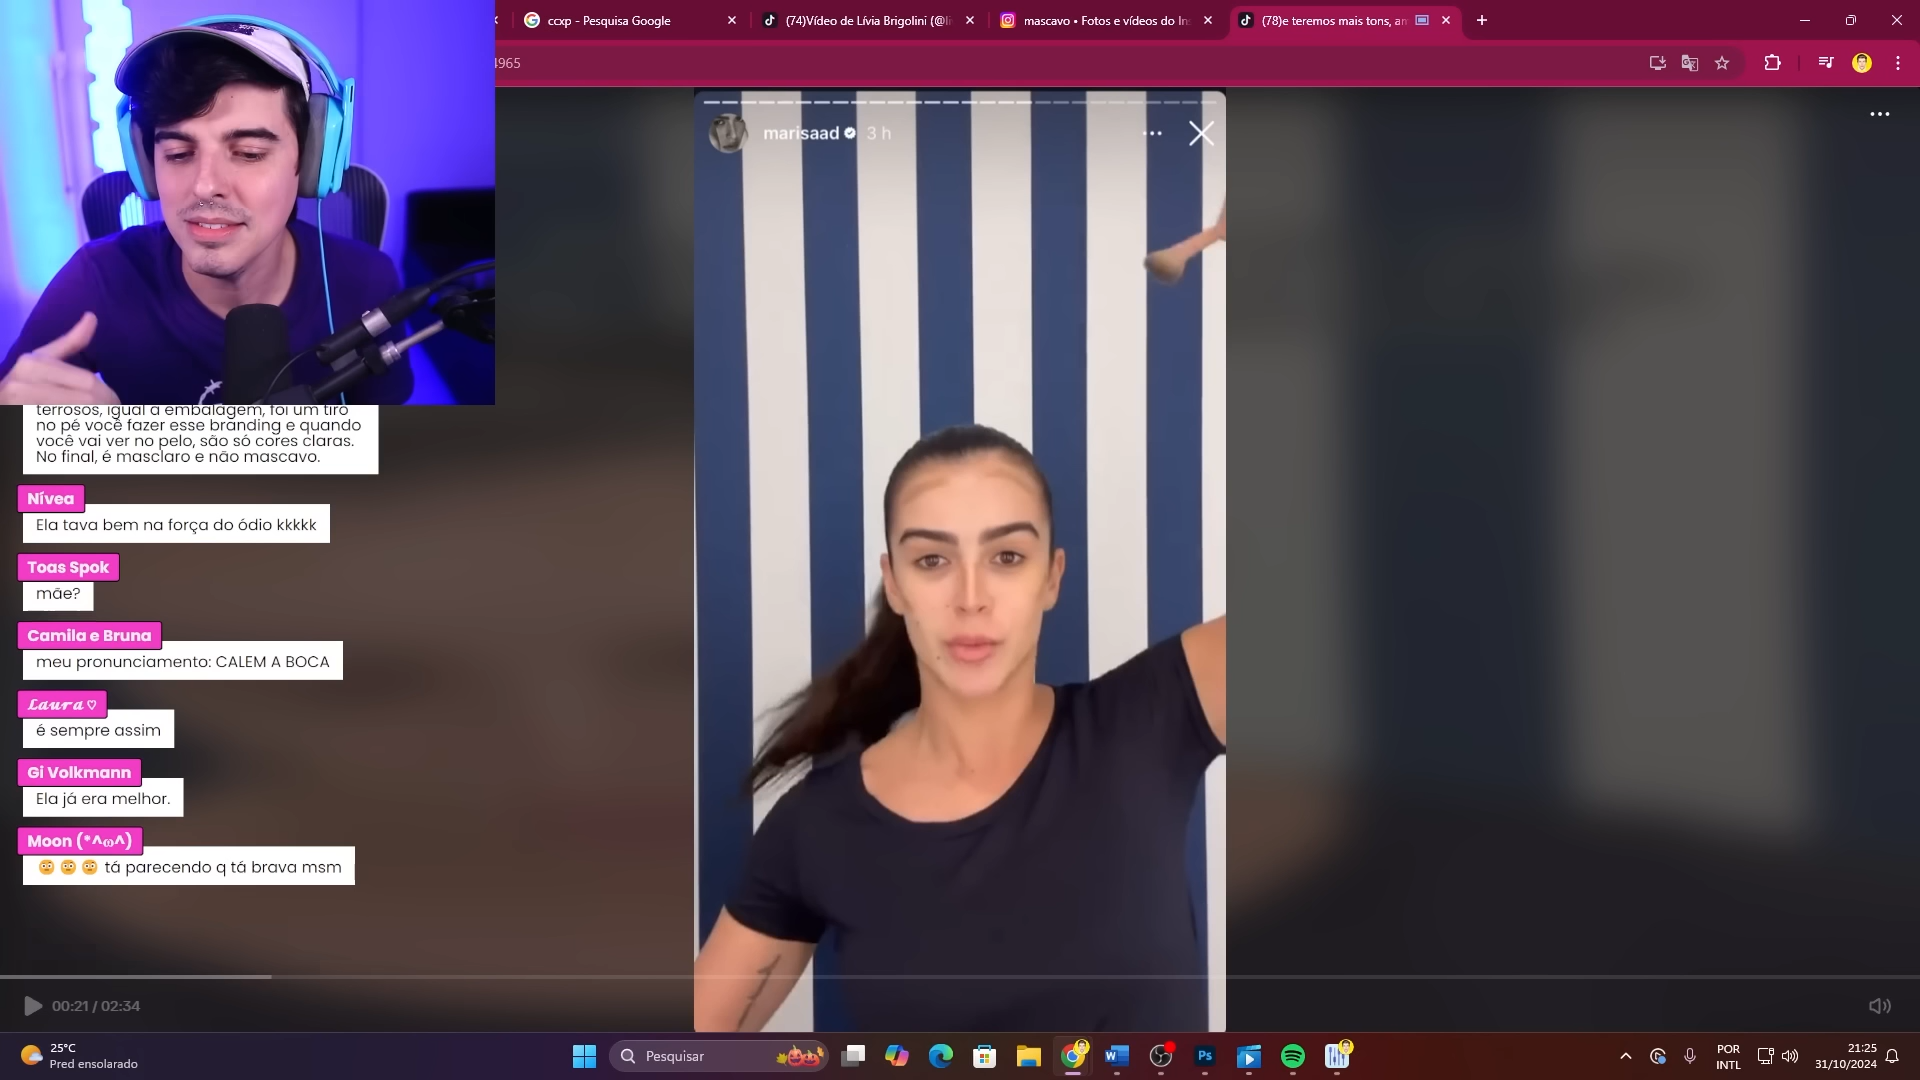 ccxp - Pesquisa Google
(74)Vídeo de Lívia Brigolini (@li
mascavo • Fotos e vídeos do In
(78)e teremos mais tons, am
4965
marisaad 3 h
terrosos, igual a embalagem, foi um tiro
no pé você fazer esse branding e quando
você vai ver no pelo, são só cores claras.
No final, é masclaro e não mascavo.
Nívea
Ela tava bem na força do ódio kkkkk
Toas Spok
mãe?
Camila e Bruna
meu pronunciamento: CALEM A BOCA
𝓛𝓪𝓾𝓻𝓪 ♡
é sempre assim
Gi Volkmann
Ela já era melhor.
Moon (*^ω^)
😳 😳 😳 tá parecendo q tá brava msm
00:21 / 02:34
25°C
Pred ensolarado
Pesquisar
POR
INTL
21:25
31/10/2024